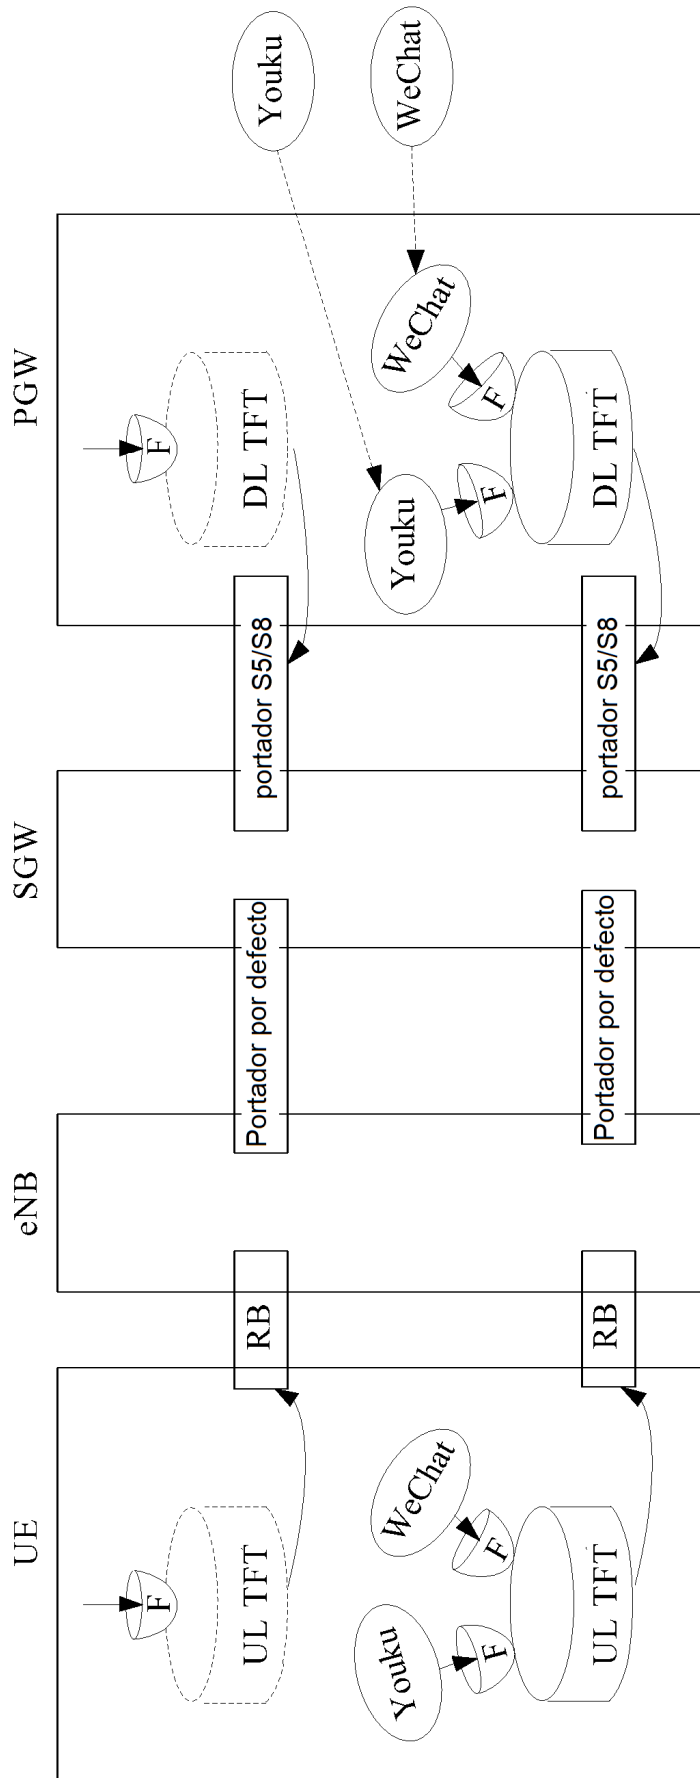 UE
eNB
SGW
PGW
F
F
UL TFT
DL TFT
RB
Portador por defecto
portador S5/S8
Youku
Youku
WeChat
Youku
WeChat
WeChat
F
F
F
F
UL TFT
DL TFT
RB
Portador por defecto
portador S5/S8